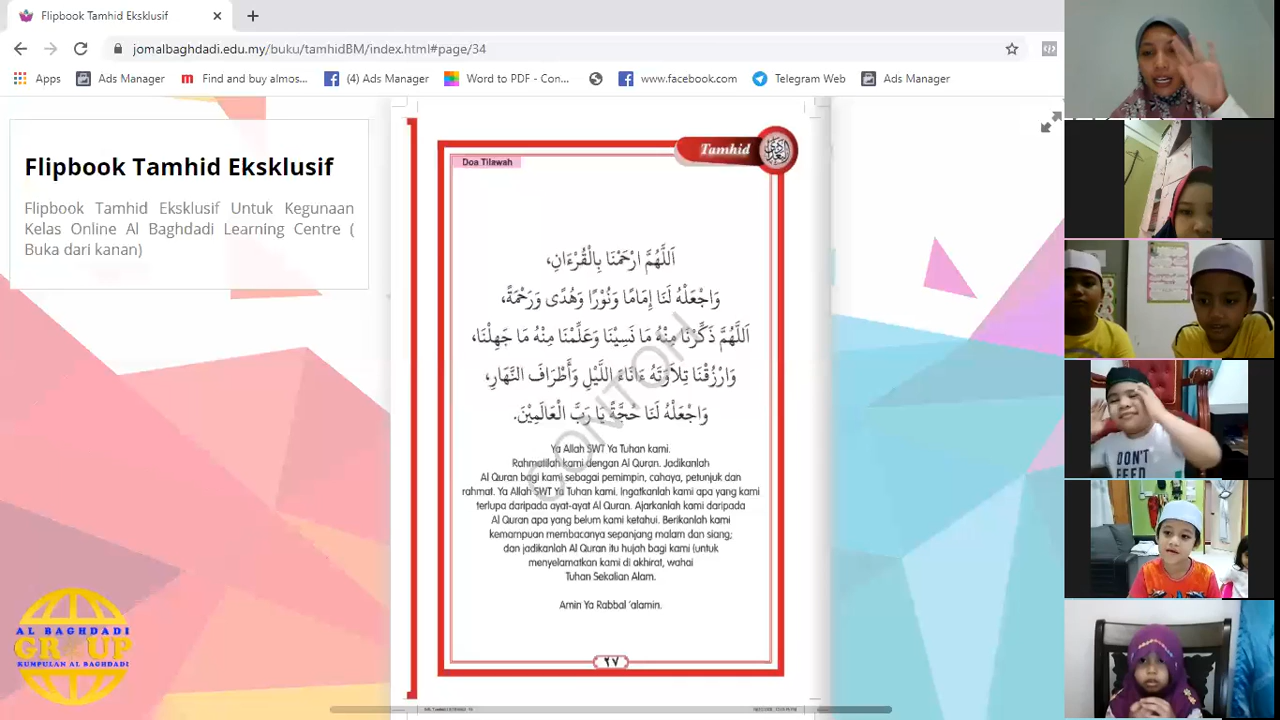 Flipbook Tamhid Eksklusif
jomalbaghdadi.edu.my/buku/tamhidBM/index.html#page/34
Apps
Ad Manager
Find and buy almos...
(4) Ads Manager
Word to PDF - Con...
www.facebook.com
Telegram Web
Ad Manager
Flipbook Tamhid Eksklusif
Flipbook Tamhid Eksklusif Untuk Kegunaan
Kelas Online Al Baghdadi Learning Centre (
Buka dari kanan)
Tamhid
Doa Tilawah
اَللَّهُمَّ ارْحَمْنَا بِالْقُرْءَانِ،
وَاجْعَلْهُ لَنَا إِمَامًا وَنُوْرًا وَهُدًى وَرَحْمَةً،
اَللَّهُمَّ ذَكِّرْنَا مِنْهُ مَا نَسِيْنَا وَعَلِّمْنَا مِنْهُ مَا جَهِلْنَا،
وَارْزُقْنَا تِلاَوَتَهُ ءَانَاءَ اللَّيْلِ وَأَطْرَافَ النَّهَارِ،
وَاجْعَلْهُ لَنَا حُجَّةً يَا رَبَّ الْعَالَمِيْنَ.
CONTOH
Ya Allah SWT Ya Tuhan kami.
Rahmatilah kami dengan Al Quran. Jadikanlah
Al Quran bagi kami sebagai pemimpin, cahaya, petunjuk dan
rahmat. Ya Allah SWT Ya Tuhan kami. Ingatkanlah kami apa yang kami
terlupa daripada ayat-ayat Al Quran. Ajarkanlah kami daripada
Al Quran apa yang belum kami ketahui. Berikanlah kami
kemampuan membacanya sepanjang malam dan siang;
dan jadikanlah Al Quran itu hujah bagi kami (untuk
menyelamatkan kami di akhirat, wahai
Tuhan Sekalian Alam.
Amin Ya Rabbal 'alamin.
٢٧
AL BAGHDADI
GROUP
KUMPULAN AL BAGHDADI
DON'T
FEED